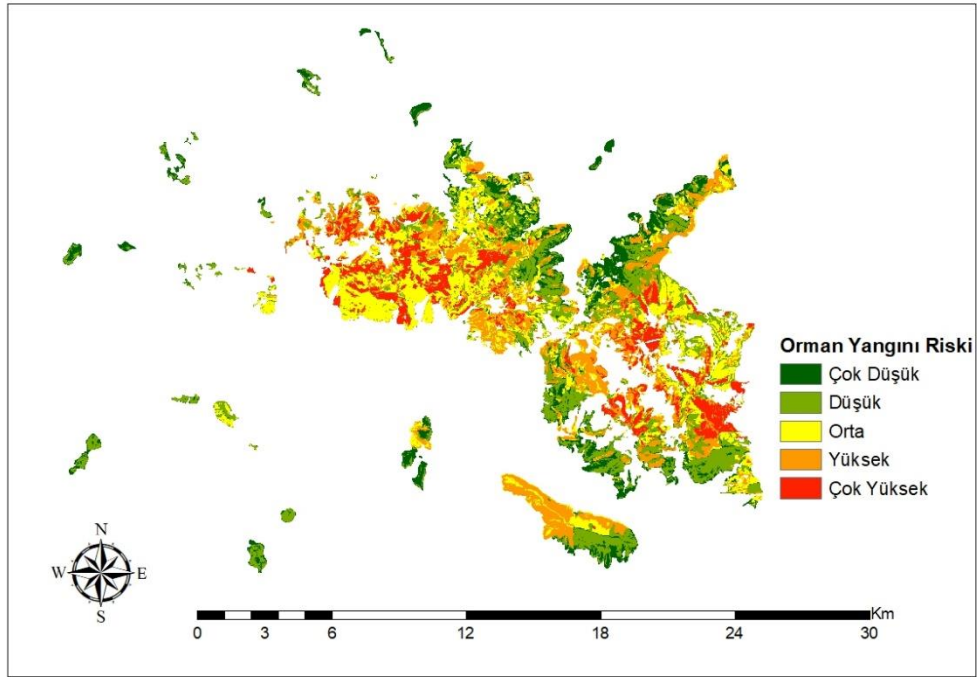 Orman Yangını Riski
Çok Düşük
Düşük
Orta
Yüksek
Çok Yüksek
N
W E
S
Km
0 3 6 12 18 24 30